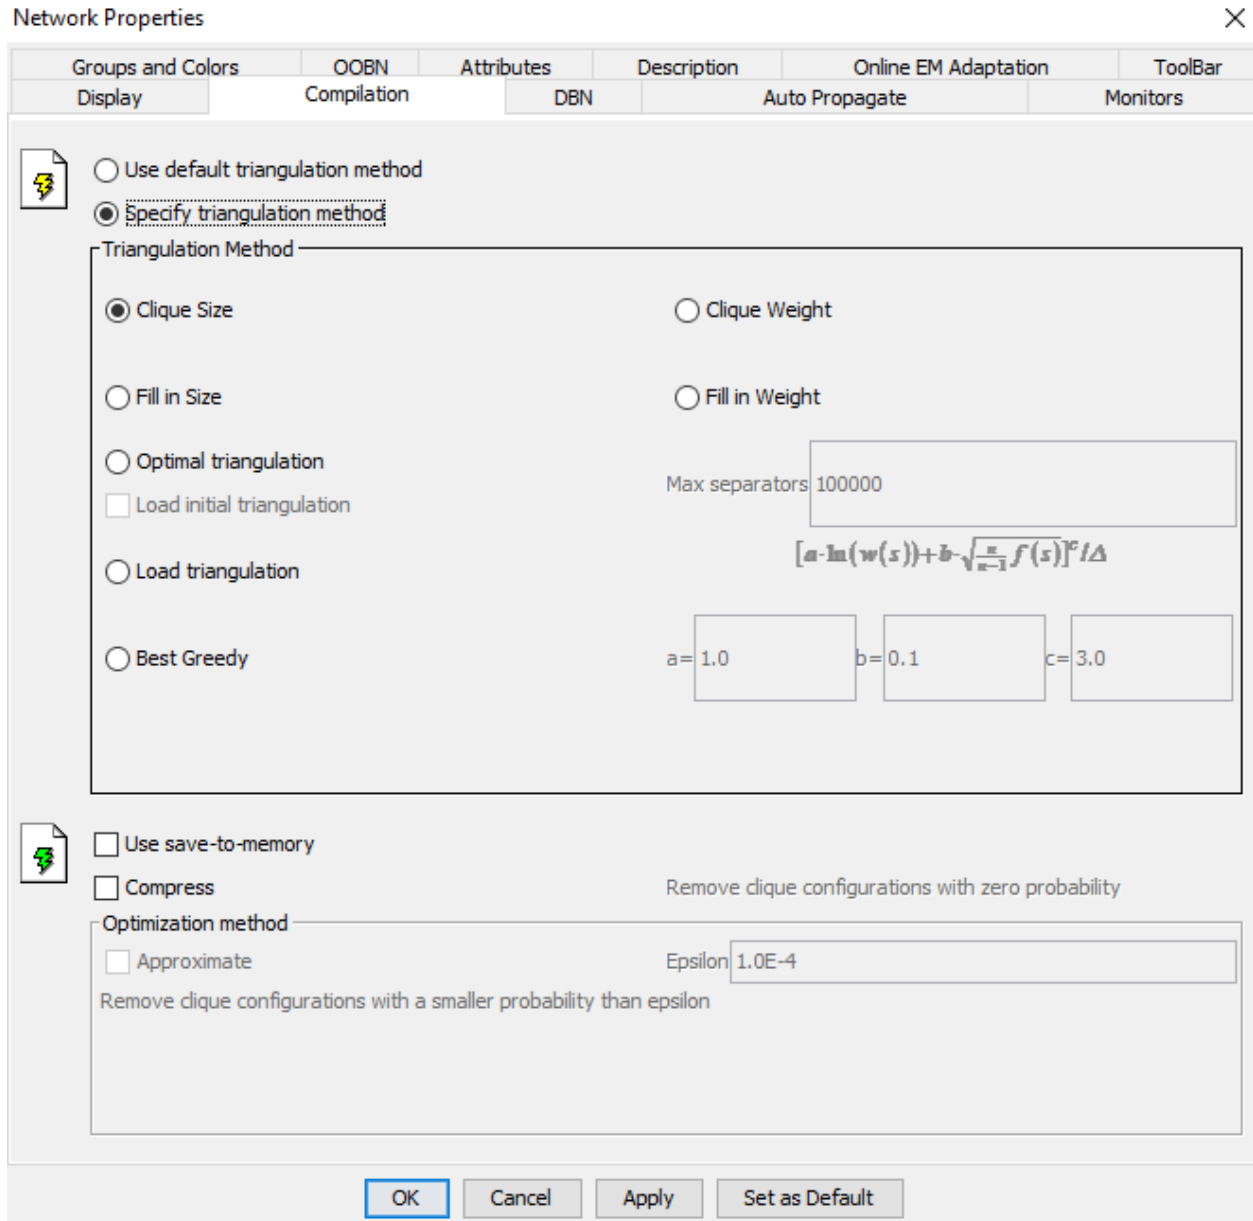 Network Properties
Groups and Colors OOBN Attributes Description Online EM Adaptation ToolBar
Display Compilation DBN Auto Propagate Monitors
Use default triangulation method
Specify triangulation method
Triangulation Method
Clique Size Clique Weight
Fill in Size Fill in Weight
Optimal triangulation
Max separators 100000
Load initial triangulation
[a·ln(w(s))+b·√(n/(n-1) f(s))]^c/Δ
Load triangulation
Best Greedy a= 1.0 b= 0.1 c= 3.0
Use save-to-memory
Compress Remove clique configurations with zero probability
Optimization method
Approximate Epsilon 1.0E-4
Remove clique configurations with a smaller probability than epsilon
OK Cancel Apply Set as Default